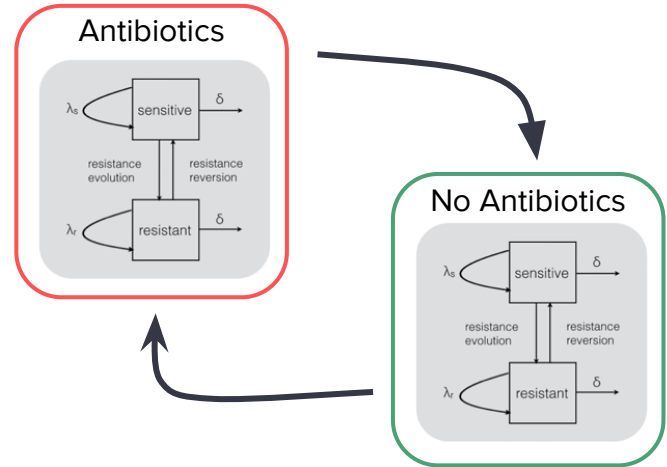 Antibiotics
λs
sensitive
δ
resistance
evolution
resistance
reversion
λr
resistant
δ
No Antibiotics
λs
sensitive
δ
resistance
evolution
resistance
reversion
λr
resistant
δ